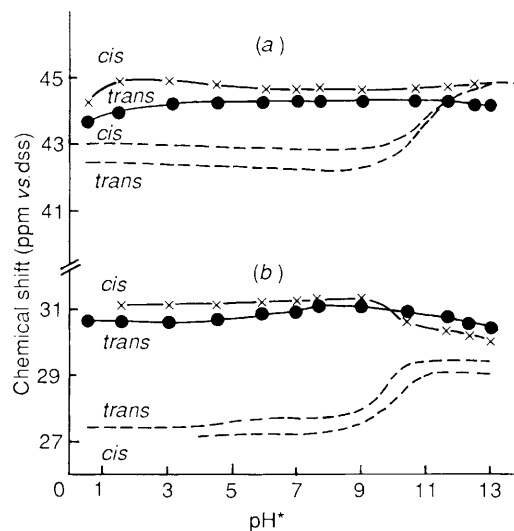 (a)
cis
45
trans
cis
43
trans
41
Chemical shift (ppm vs.dss)
(b)
cis
31
trans
29
trans
27
cis
0 1 3 5 7 9 11 13
pH*